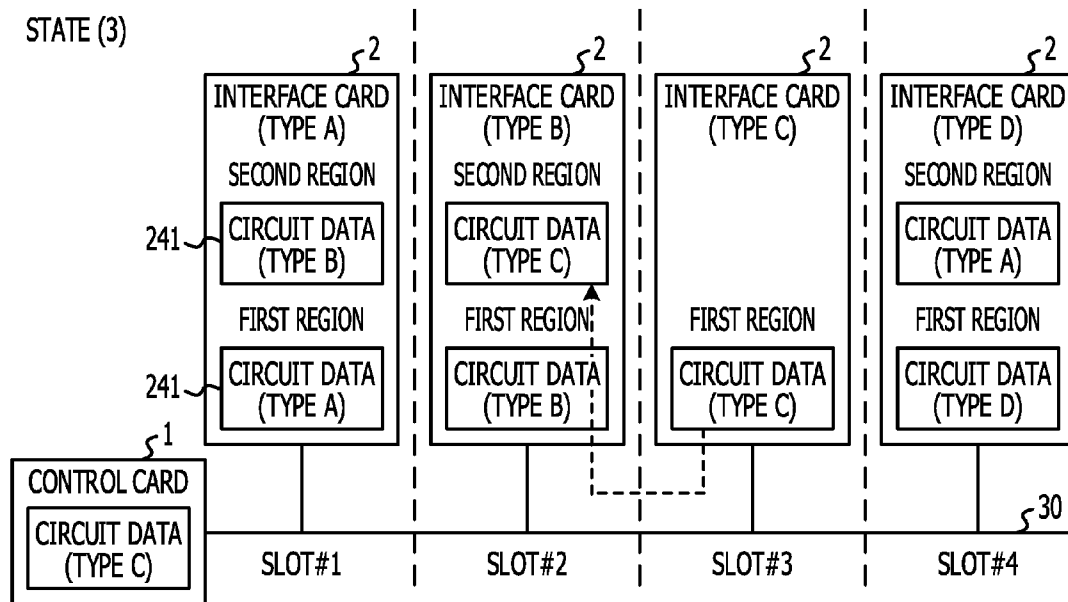 STATE (3)
2
2
2
2
INTERFACE CARD
(TYPE A)
SECOND REGION
241
CIRCUIT DATA
(TYPE B)
FIRST REGION
241
CIRCUIT DATA
(TYPE A)
INTERFACE CARD
(TYPE B)
SECOND REGION
CIRCUIT DATA
(TYPE C)
FIRST REGION
CIRCUIT DATA
(TYPE B)
INTERFACE CARD
(TYPE C)
FIRST REGION
CIRCUIT DATA
(TYPE C)
INTERFACE CARD
(TYPE D)
SECOND REGION
CIRCUIT DATA
(TYPE A)
FIRST REGION
CIRCUIT DATA
(TYPE D)
1
CONTROL CARD
CIRCUIT DATA
(TYPE C)
30
SLOT#1
SLOT#2
SLOT#3
SLOT#4